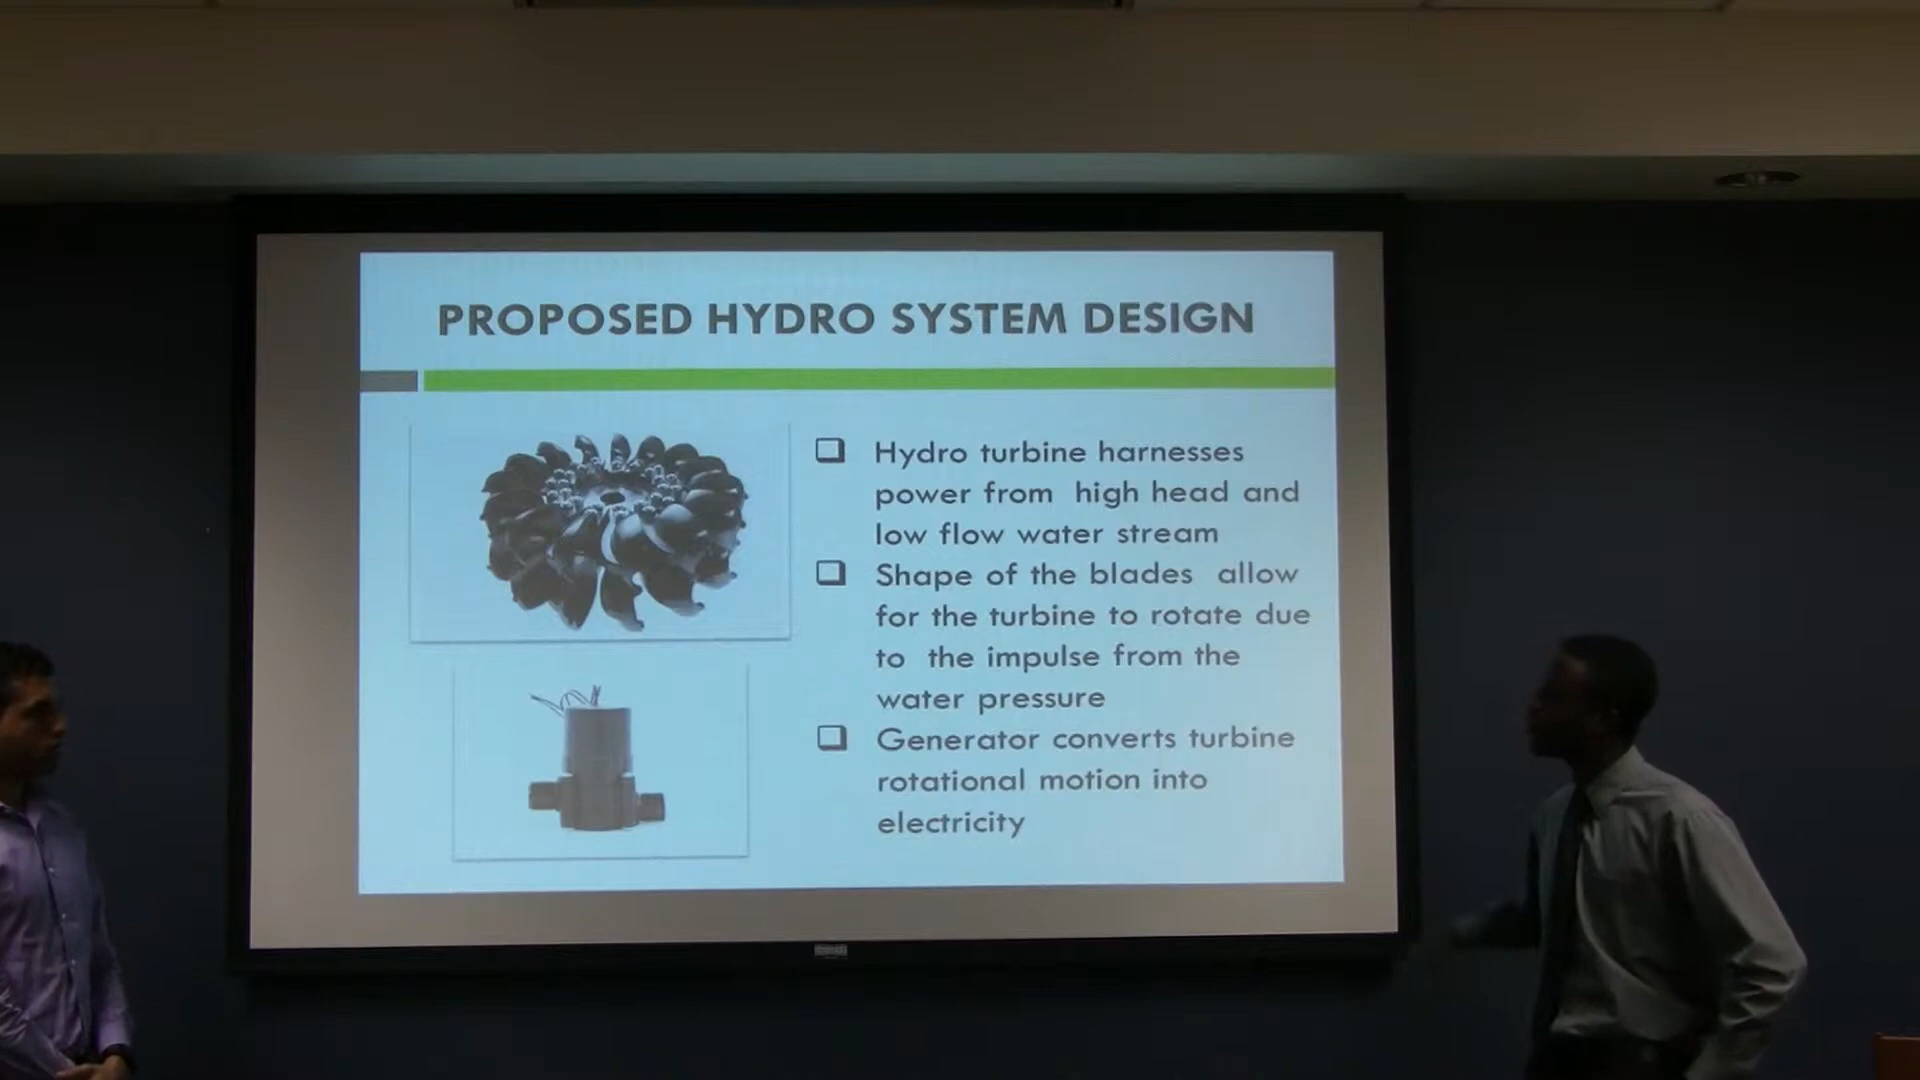 PROPOSED HYDRO SYSTEM DESIGN
Hydro turbine harnesses
power from high head and
low flow water stream
Shape of the blades allow
for the turbine to rotate due
to the impulse from the
water pressure
Generator converts turbine
rotational motion into
electricity